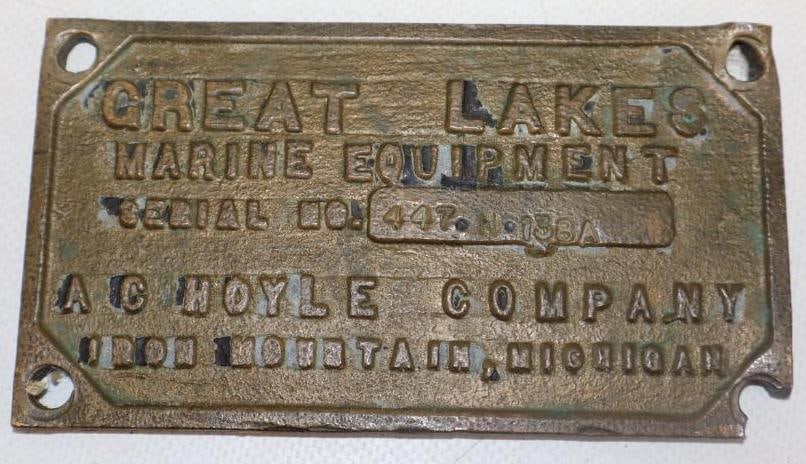 GREAT LAKES
MARINE EQUIPMENT
SERIAL NO. 447.N.138A
A C HOYLE COMPANY
IRON MOUNTAIN, MICHIGAN